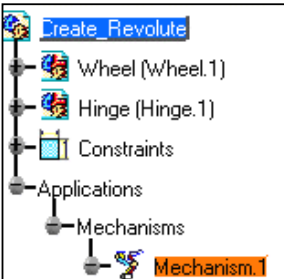 Create_Revolute
Wheel (Wheel.1)
Hinge (Hinge.1)
Constraints
Applications
Mechanisms
Mechanism.1